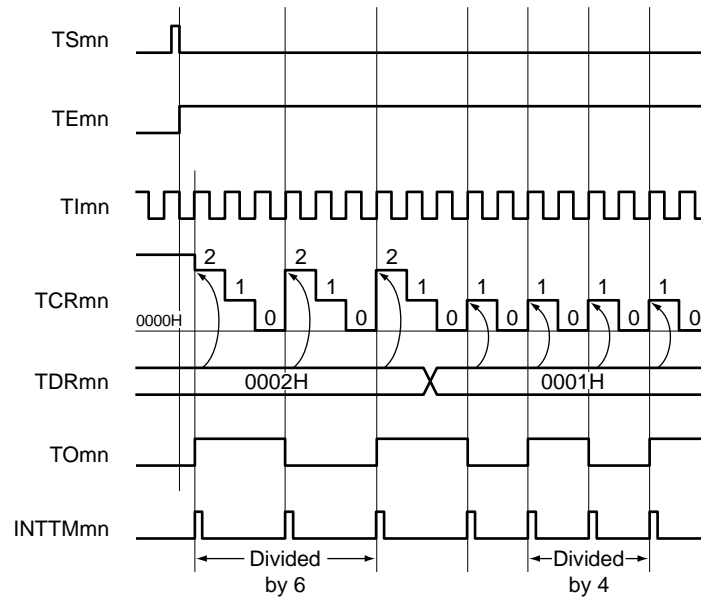 TSmn
TEmn
TImn
TCRmn
0000H
2 1 0 2 1 0 2 1 0 1 0 1 0 1 0 1 0
TDRmn
0002H 0001H
TOmn
INTTMmn
Divided by 6
Divided by 4